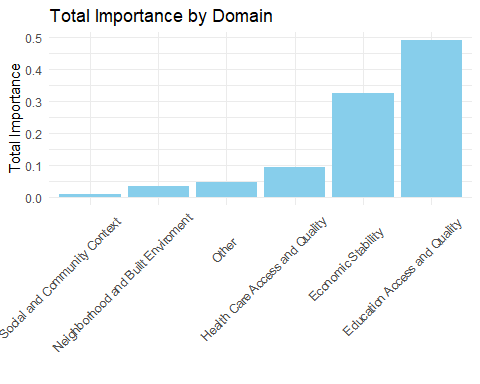 Total Importance by Domain
Total Importance
0.5
0.4
0.3
0.2
0.1
0.0
Social and Community Context
Neighborhood and Built Enviroment
Other
Health Care Access and Quality
Economic Stability
Education Access and Quality